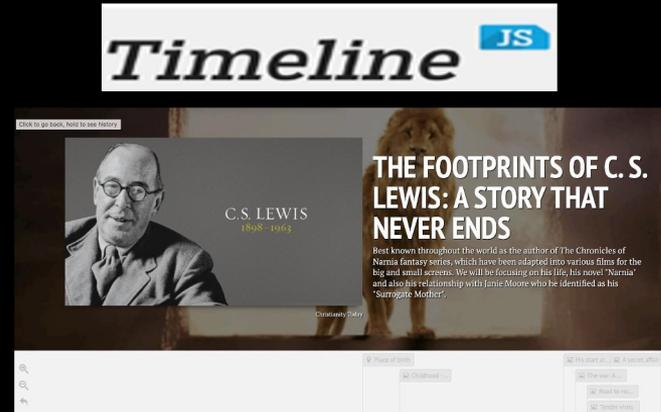 Timeline JS
Click to go back, hold to see history
C.S. LEWIS
1898–1963
Christianity Today
THE FOOTPRINTS OF C. S.
LEWIS: A STORY THAT
NEVER ENDS
Best known throughout the world as the author of The Chronicles of
Narnia fantasy series, which have been adapted into various films for the
big and small screens. We will be focusing on his life, his novel "Narnia"
and also his relationship with Janie Moore who he identified as his
"Surrogate Mother".
Place of birth
Childhood
His start a
A secret affair
The war
Road to
Tender